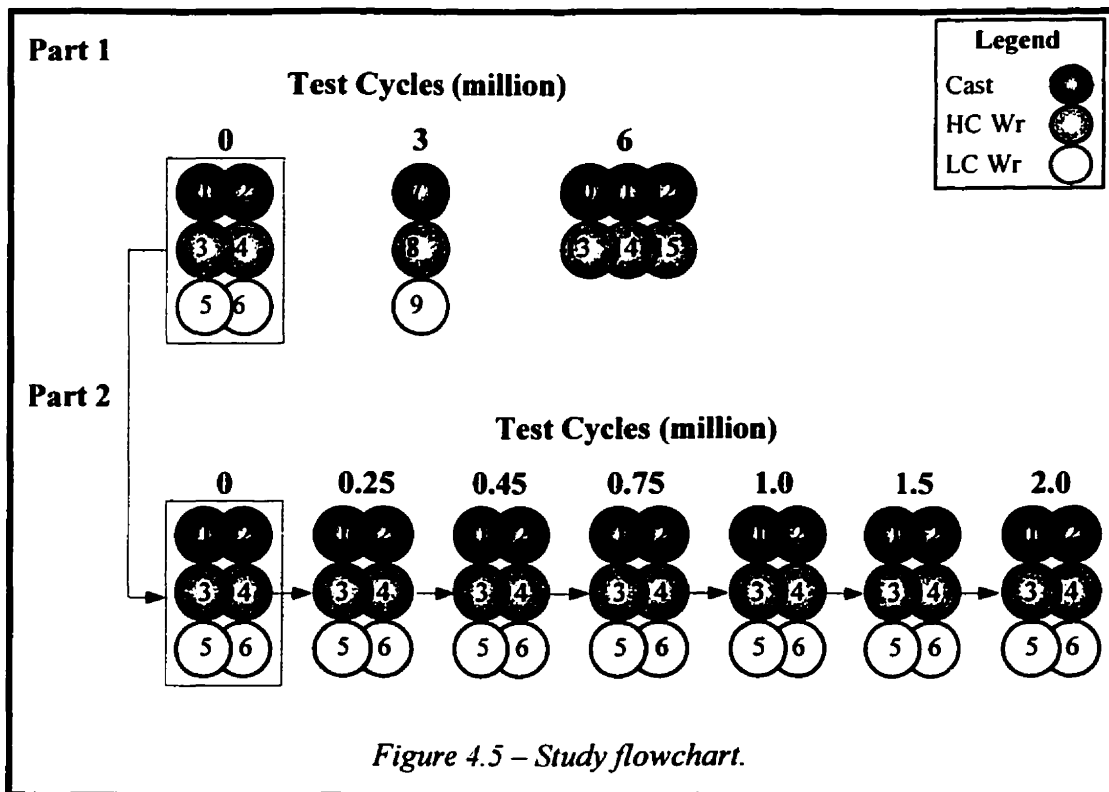 Part 1
Legend
Cast
HC Wr
LC Wr
Test Cycles (million)
0 3 6
3 4 8 3 4 5
5 6 9
Part 2
Test Cycles (million)
0 0.25 0.45 0.75 1.0 1.5 2.0
3 4 3 4 3 4 3 4 3 4 3 4 3 4
5 6 5 6 5 6 5 6 5 6 5 6 5 6
Figure 4.5 – Study flowchart.